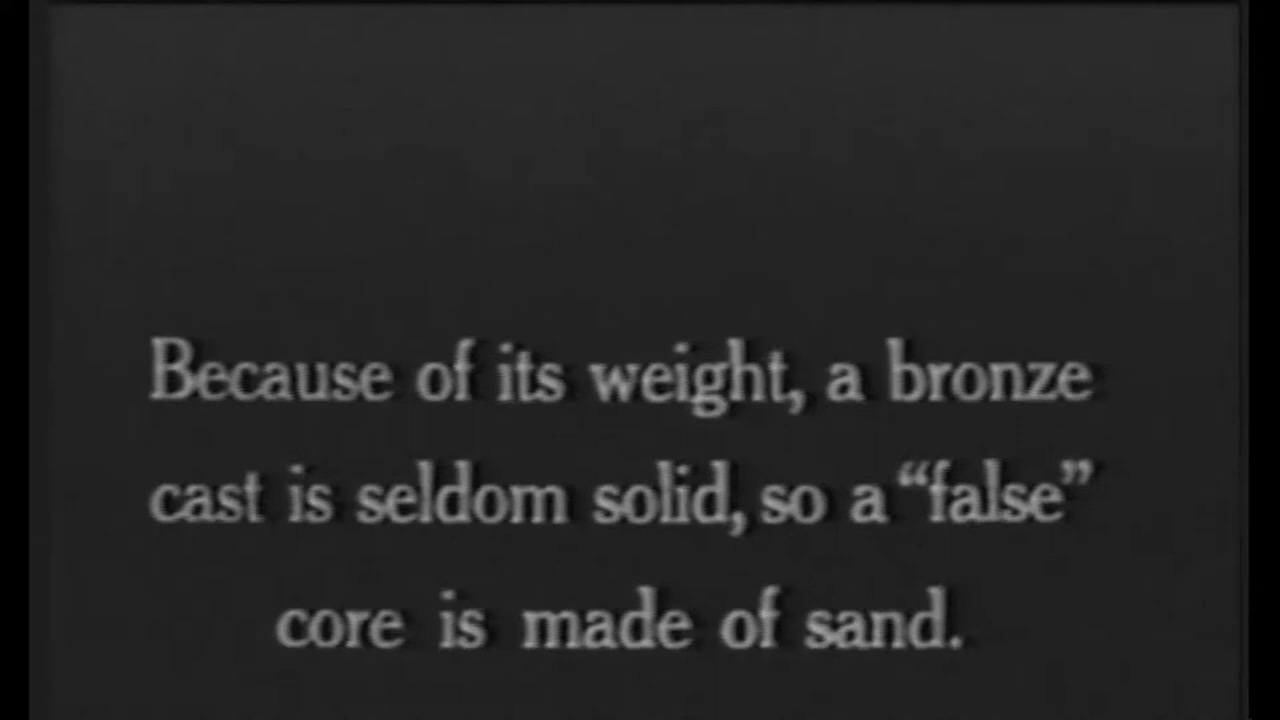 Because of its weight, a bronze
cast is seldom solid, so a “false”
core is made of sand.